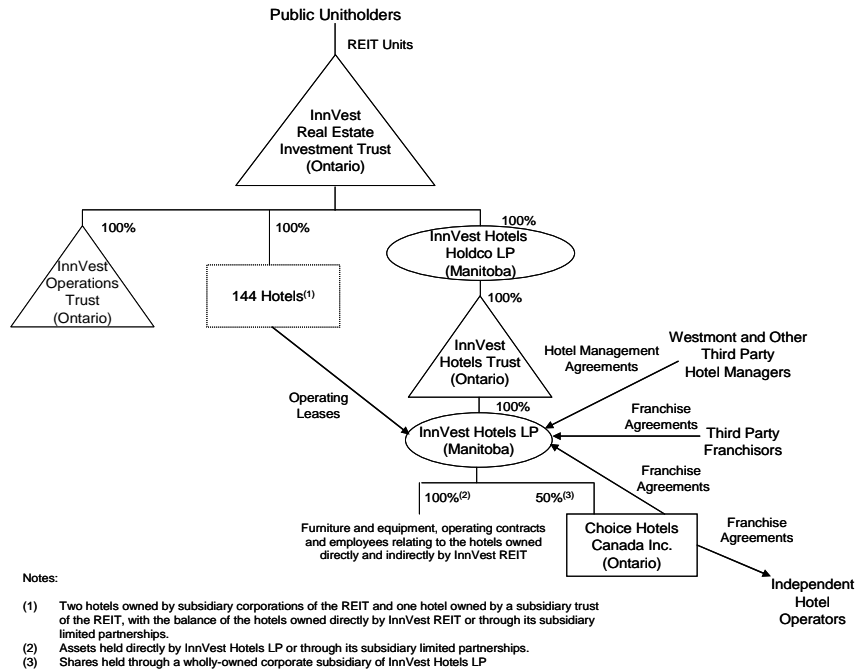 Public Unitholders
REIT Units
InnVest
Real Estate
Investment Trust
(Ontario)
100%
100%
100%
InnVest
Operations
Trust
(Ontario)
144 Hotels(1)
InnVest Hotels
Holdco LP
(Manitoba)
100%
InnVest
Hotels Trust
(Ontario)
Hotel Management
Agreements
Westmont and Other
Third Party
Hotel Managers
Operating
Leases
100%
InnVest Hotels LP
(Manitoba)
Franchise
Agreements
Third Party
Franchisors
Franchise
Agreements
100%(2)
50%(3)
Furniture and equipment, operating contracts
and employees relating to the hotels owned
directly and indirectly by InnVest REIT
Choice Hotels
Canada Inc.
(Ontario)
Franchise
Agreements
Independent
Hotel
Operators
Notes:
(1) Two hotels owned by subsidiary corporations of the REIT and one hotel owned by a subsidiary trust
of the REIT, with the balance of the hotels owned directly by InnVest REIT or through its subsidiary
limited partnerships.
(2) Assets held directly by InnVest Hotels LP or through its subsidiary limited partnerships.
(3) Shares held through a wholly-owned corporate subsidiary of InnVest Hotels LP